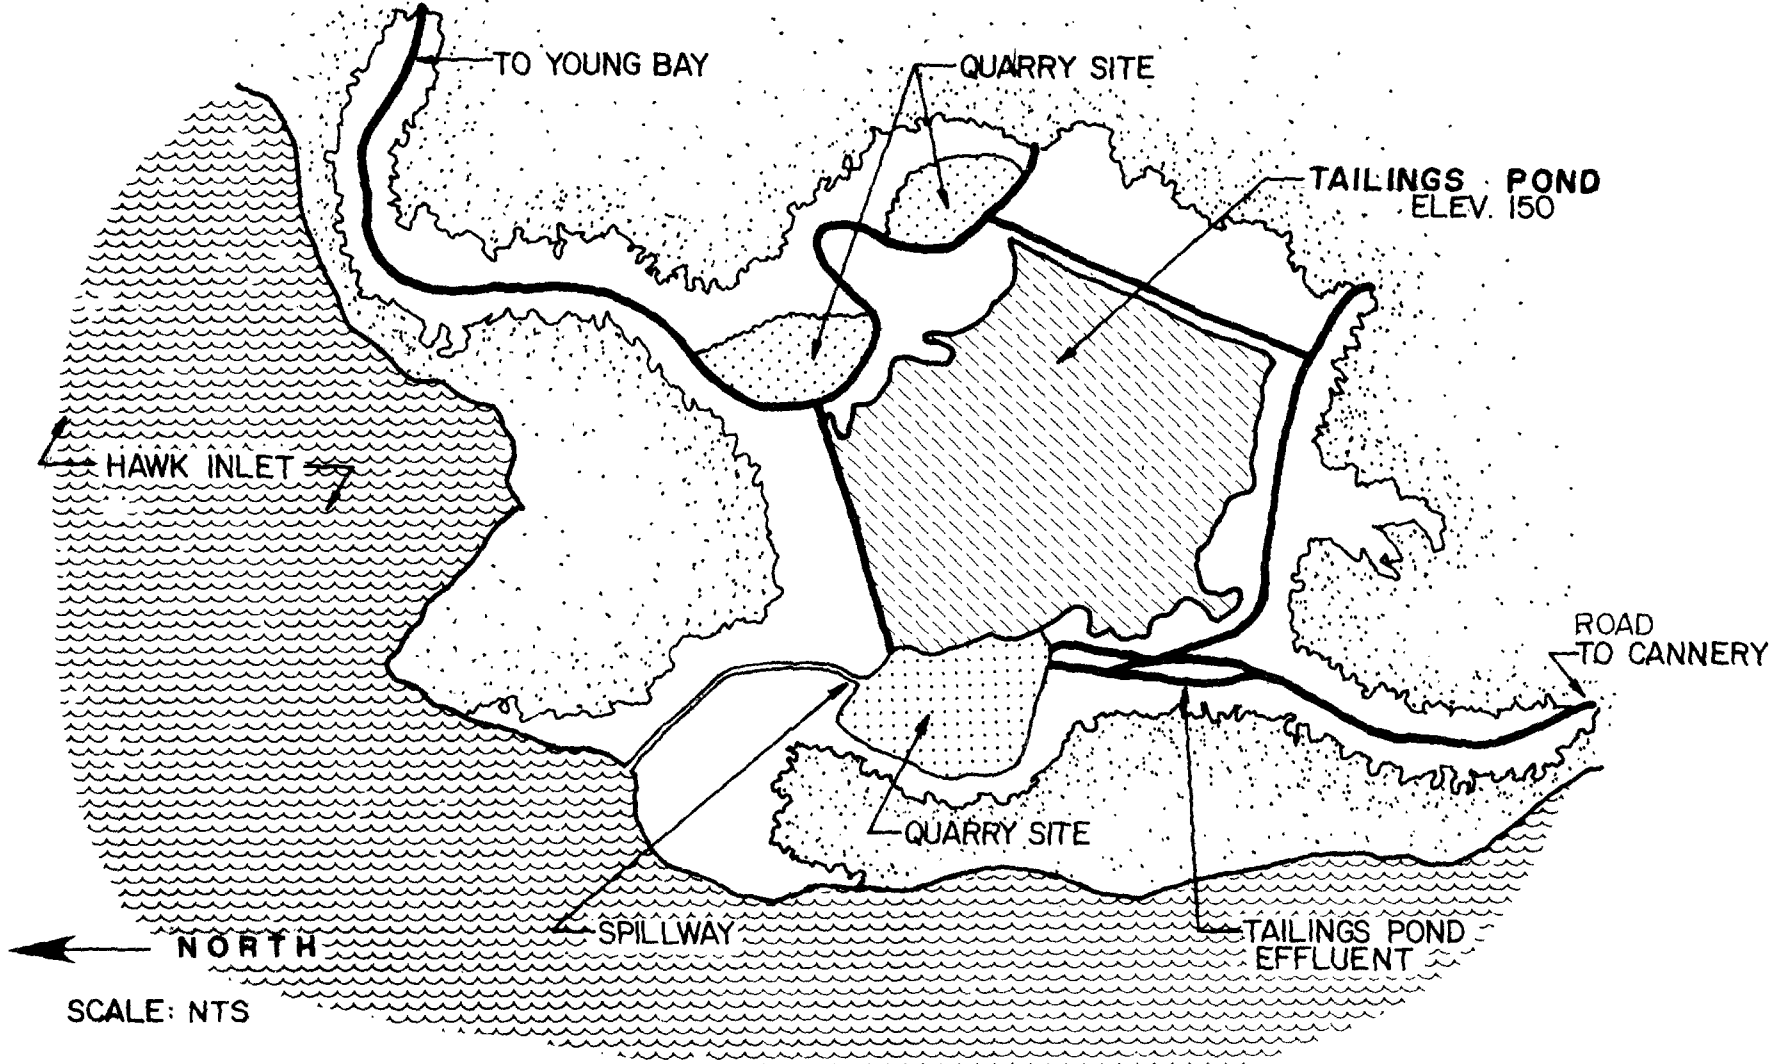 TO YOUNG BAY
QUARRY SITE
TAILINGS POND
ELEV. 150
HAWK INLET
ROAD
TO CANNERY
QUARRY SITE
SPILLWAY
TAILINGS POND
EFFLUENT
NORTH
SCALE: NTS